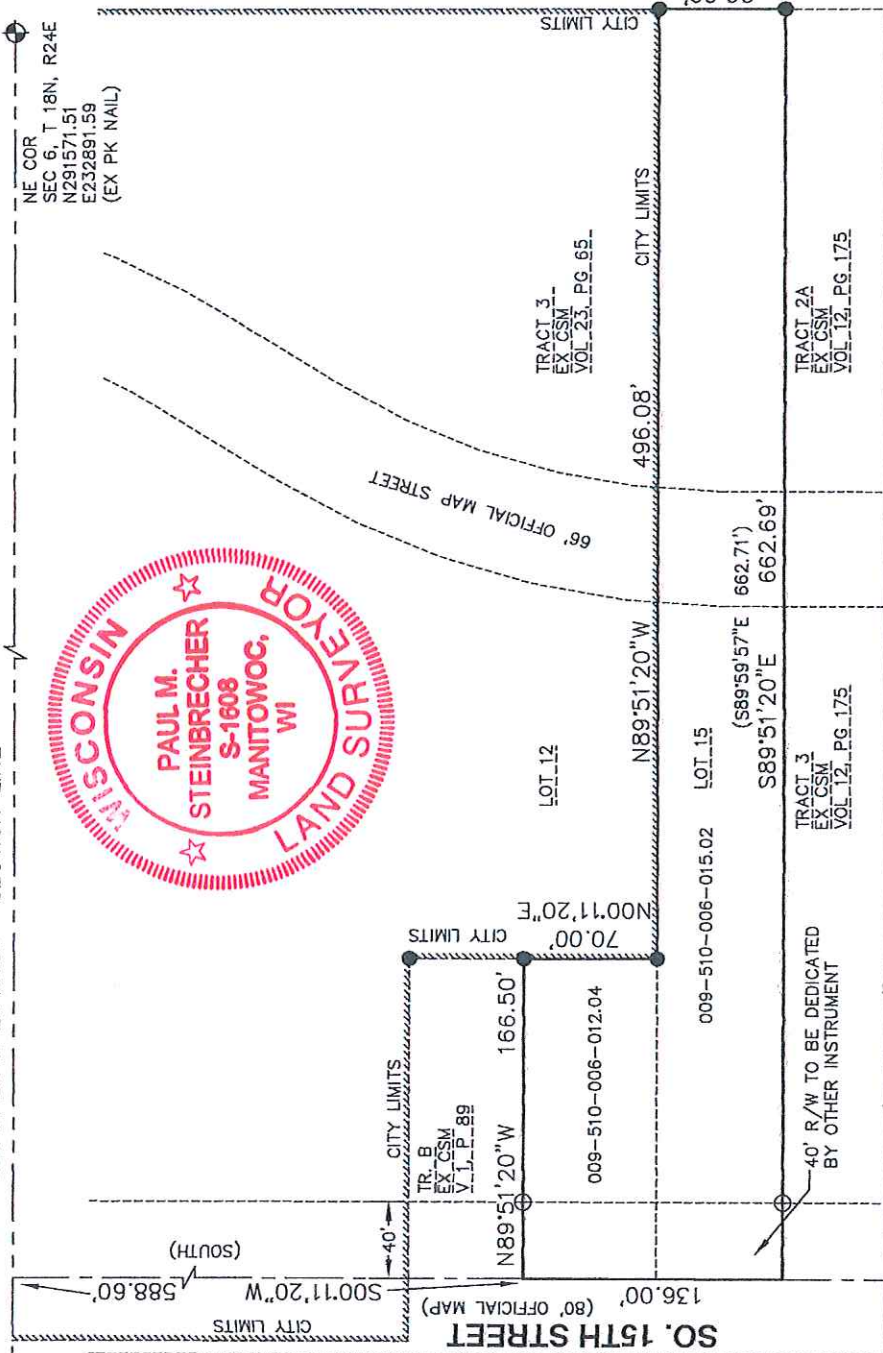 NE COR
SEC 6, T 18N, R24E
N291571.51
E232891.59
(EX PK NAIL)
CITY LIMITS
WISCONSIN
LAND SURVEYOR
PAUL M.
STEINBRECHER
S-1608
MANITOWOC,
WI
66' OFFICIAL MAP STREET
TRACT 3
EX CSM
VOL 23, PG 65
CITY LIMITS
496.08'
N89°51'20"W
LOT 12
CITY LIMITS
N00°11'20"E
70.00'
CITY LIMITS
TR. B
EX CSM
V 1, P 89
166.50'
N89°51'20"W
009-510-006-012.04
LOT 15
009-510-006-015.02
(S89°59'57"E 662.71')
S89°51'20"E 662.69'
TRACT 2A
EX CSM
VOL 12, PG 175
TRACT 3
EX CSM
VOL 12, PG 175
40' R/W TO BE DEDICATED
BY OTHER INSTRUMENT
40'
(SOUTH)
S00°11'20"W 588.60'
CITY LIMITS
136.00'
(80' OFFICIAL MAP)
SO. 15TH STREET